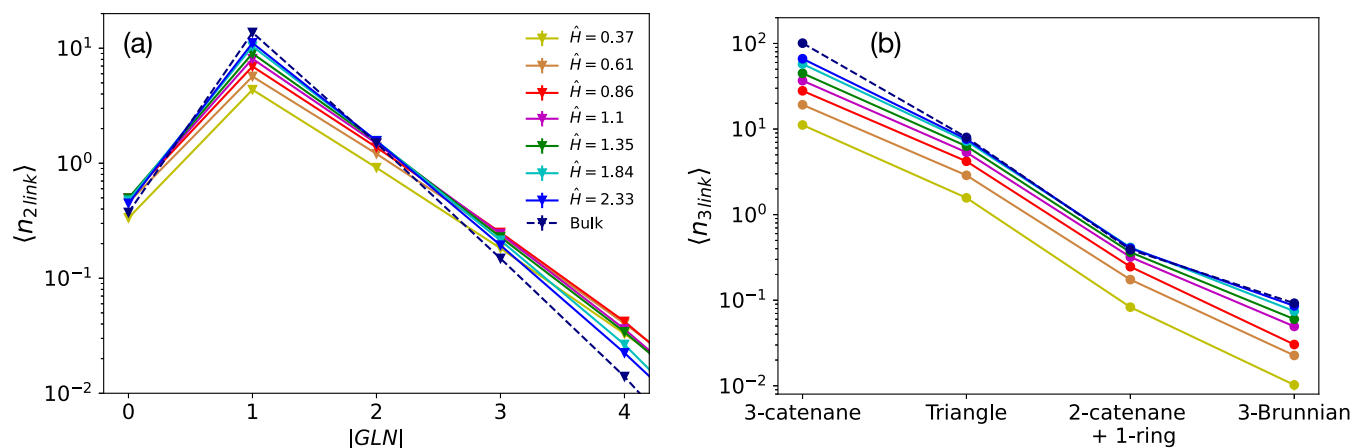 (a)
⟨n2link⟩
10^1
10^0
10^-1
10^-2
0
1
2
3
4
|GLN|
Ĥ = 0.37
Ĥ = 0.61
Ĥ = 0.86
Ĥ = 1.1
Ĥ = 1.35
Ĥ = 1.84
Ĥ = 2.33
Bulk
(b)
⟨n3link⟩
10^2
10^1
10^0
10^-1
10^-2
3-catenane
Triangle
2-catenane
+ 1-ring
3-Brunnian